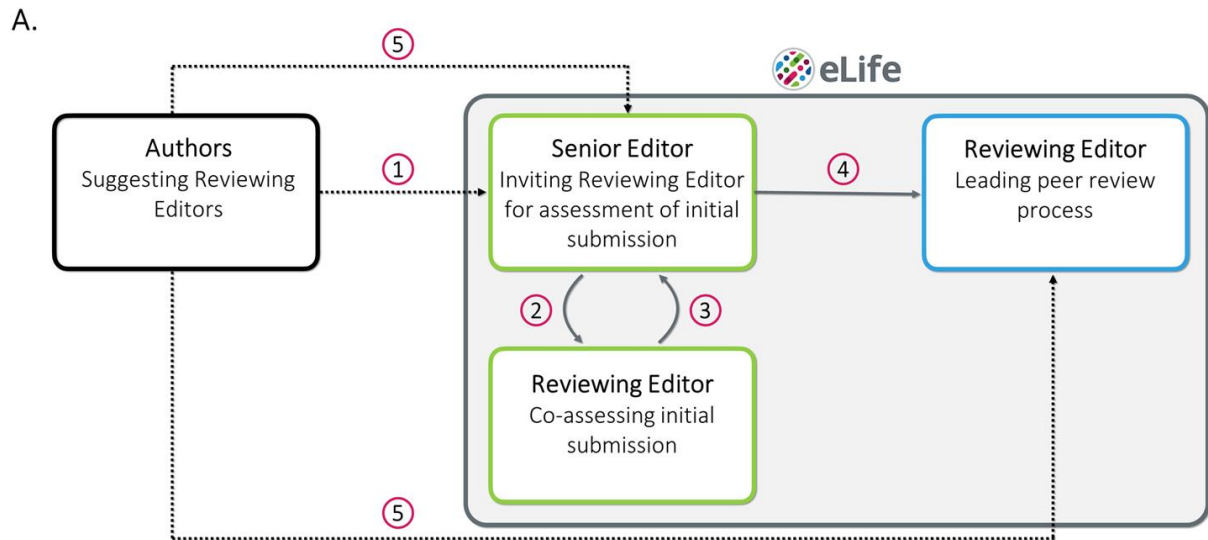 A.
5
eLife
Authors
Suggesting Reviewing
Editors
1
Senior Editor
Inviting Reviewing Editor
for assessment of initial
submission
4
Reviewing Editor
Leading peer review
process
2
3
Reviewing Editor
Co-assessing initial
submission
5